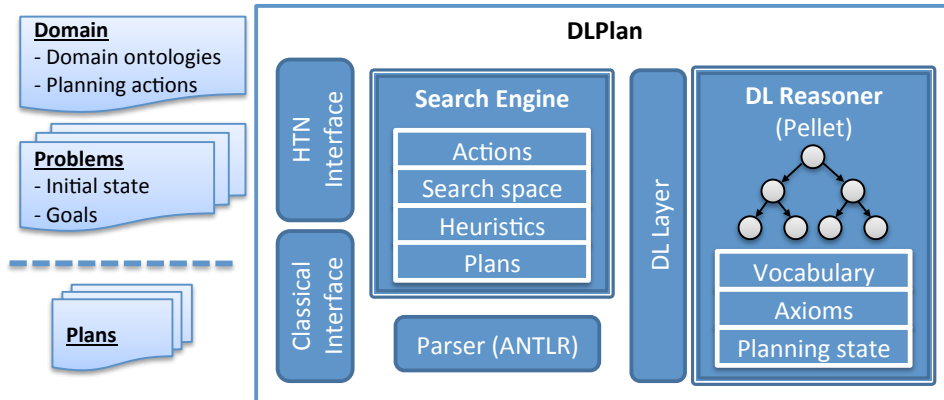 Domain
- Domain ontologies
- Planning actions
Problems
- Initial state
- Goals
Plans
DLPlan
HTN
Interface
Classical
Interface
Search Engine
Actions
Search space
Heuristics
Plans
Parser (ANTLR)
DL Layer
DL Reasoner
(Pellet)
Vocabulary
Axioms
Planning state